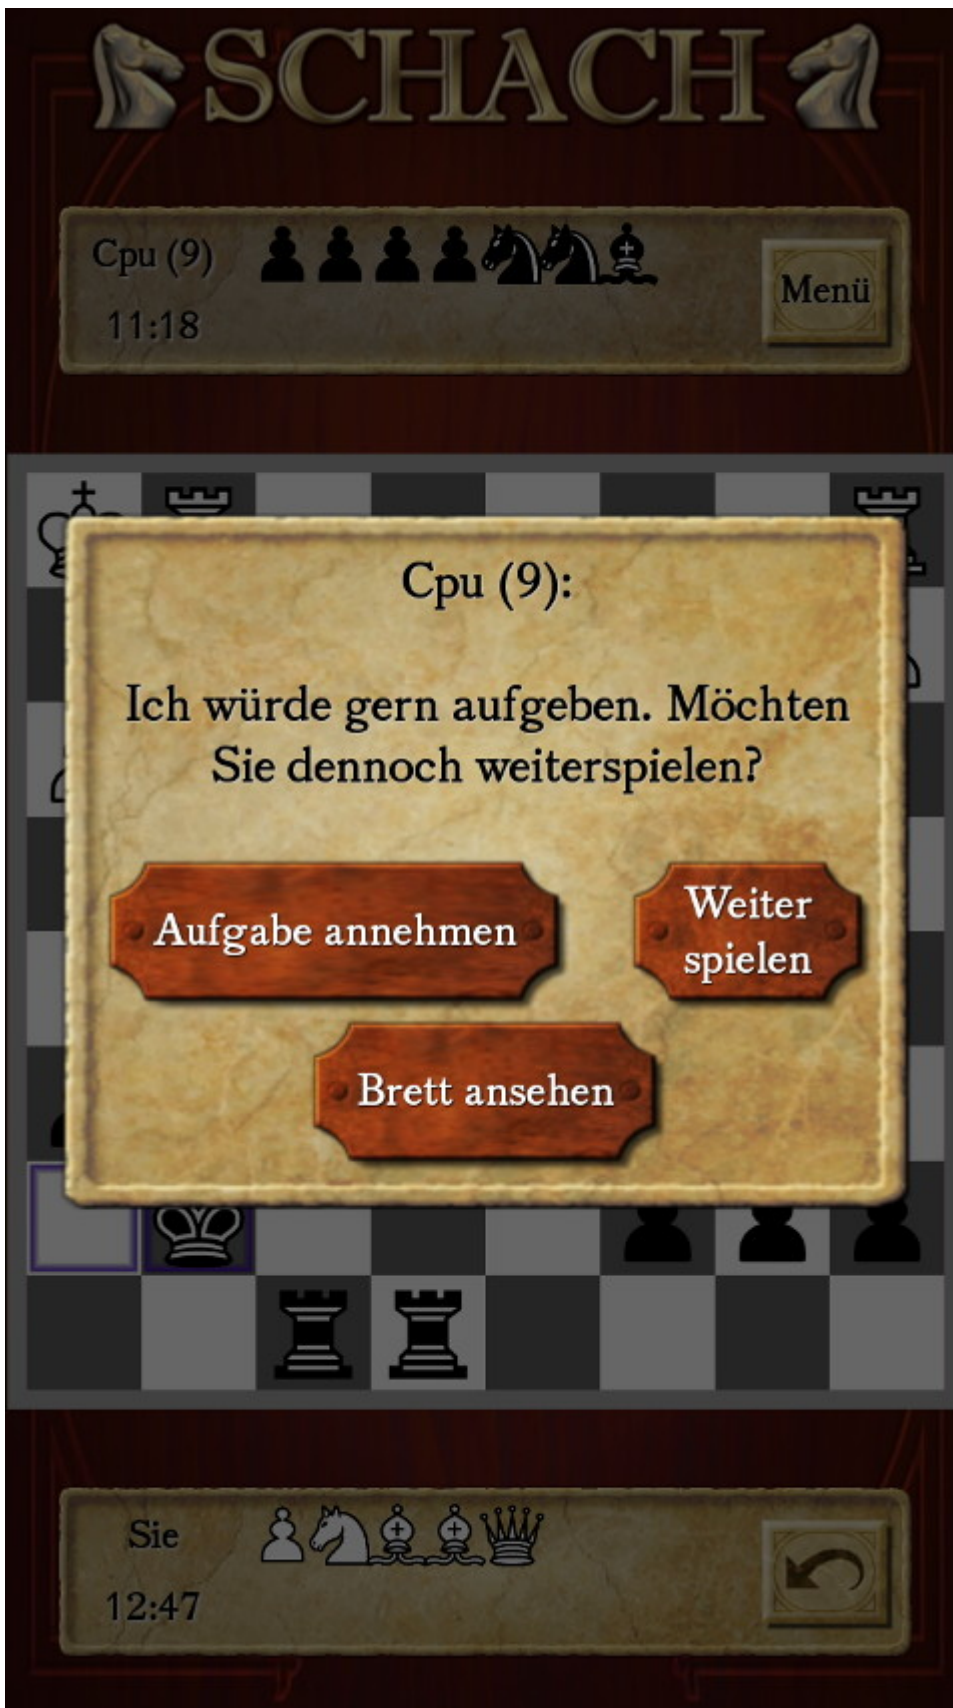 SCHACH
Cpu (9)
11:18
Menü
Cpu (9):
Ich würde gern aufgeben. Möchten
Sie dennoch weiterspielen?
Aufgabe annehmen
Weiter
spielen
Brett ansehen
Sie
12:47